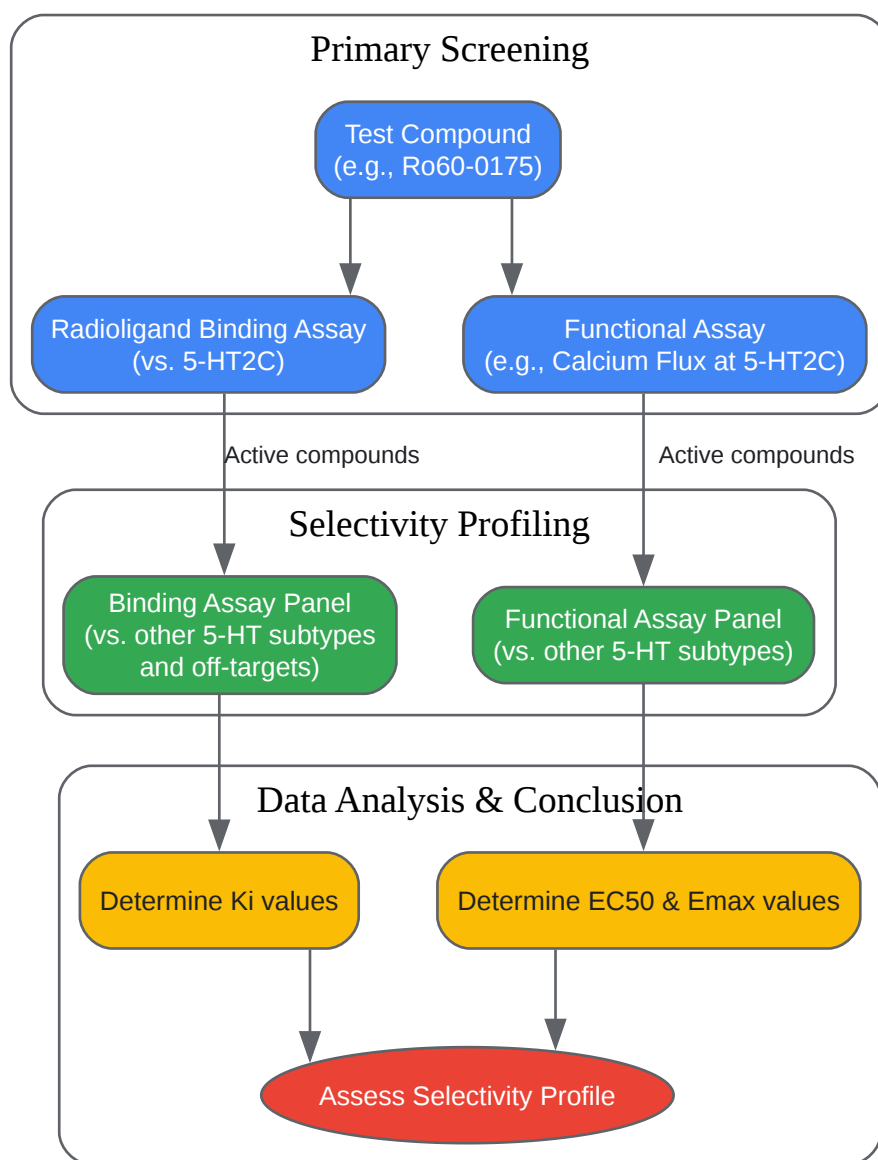 Primary Screening
Test Compound
(e.g., Ro60-0175)
Radioligand Binding Assay
(vs. 5-HT2C)
Functional Assay
(e.g., Calcium Flux at 5-HT2C)
Active compounds
Active compounds
Selectivity Profiling
Binding Assay Panel
(vs. other 5-HT subtypes
and off-targets)
Functional Assay Panel
(vs. other 5-HT subtypes)
Data Analysis & Conclusion
Determine Ki values
Determine EC50 & Emax values
Assess Selectivity Profile